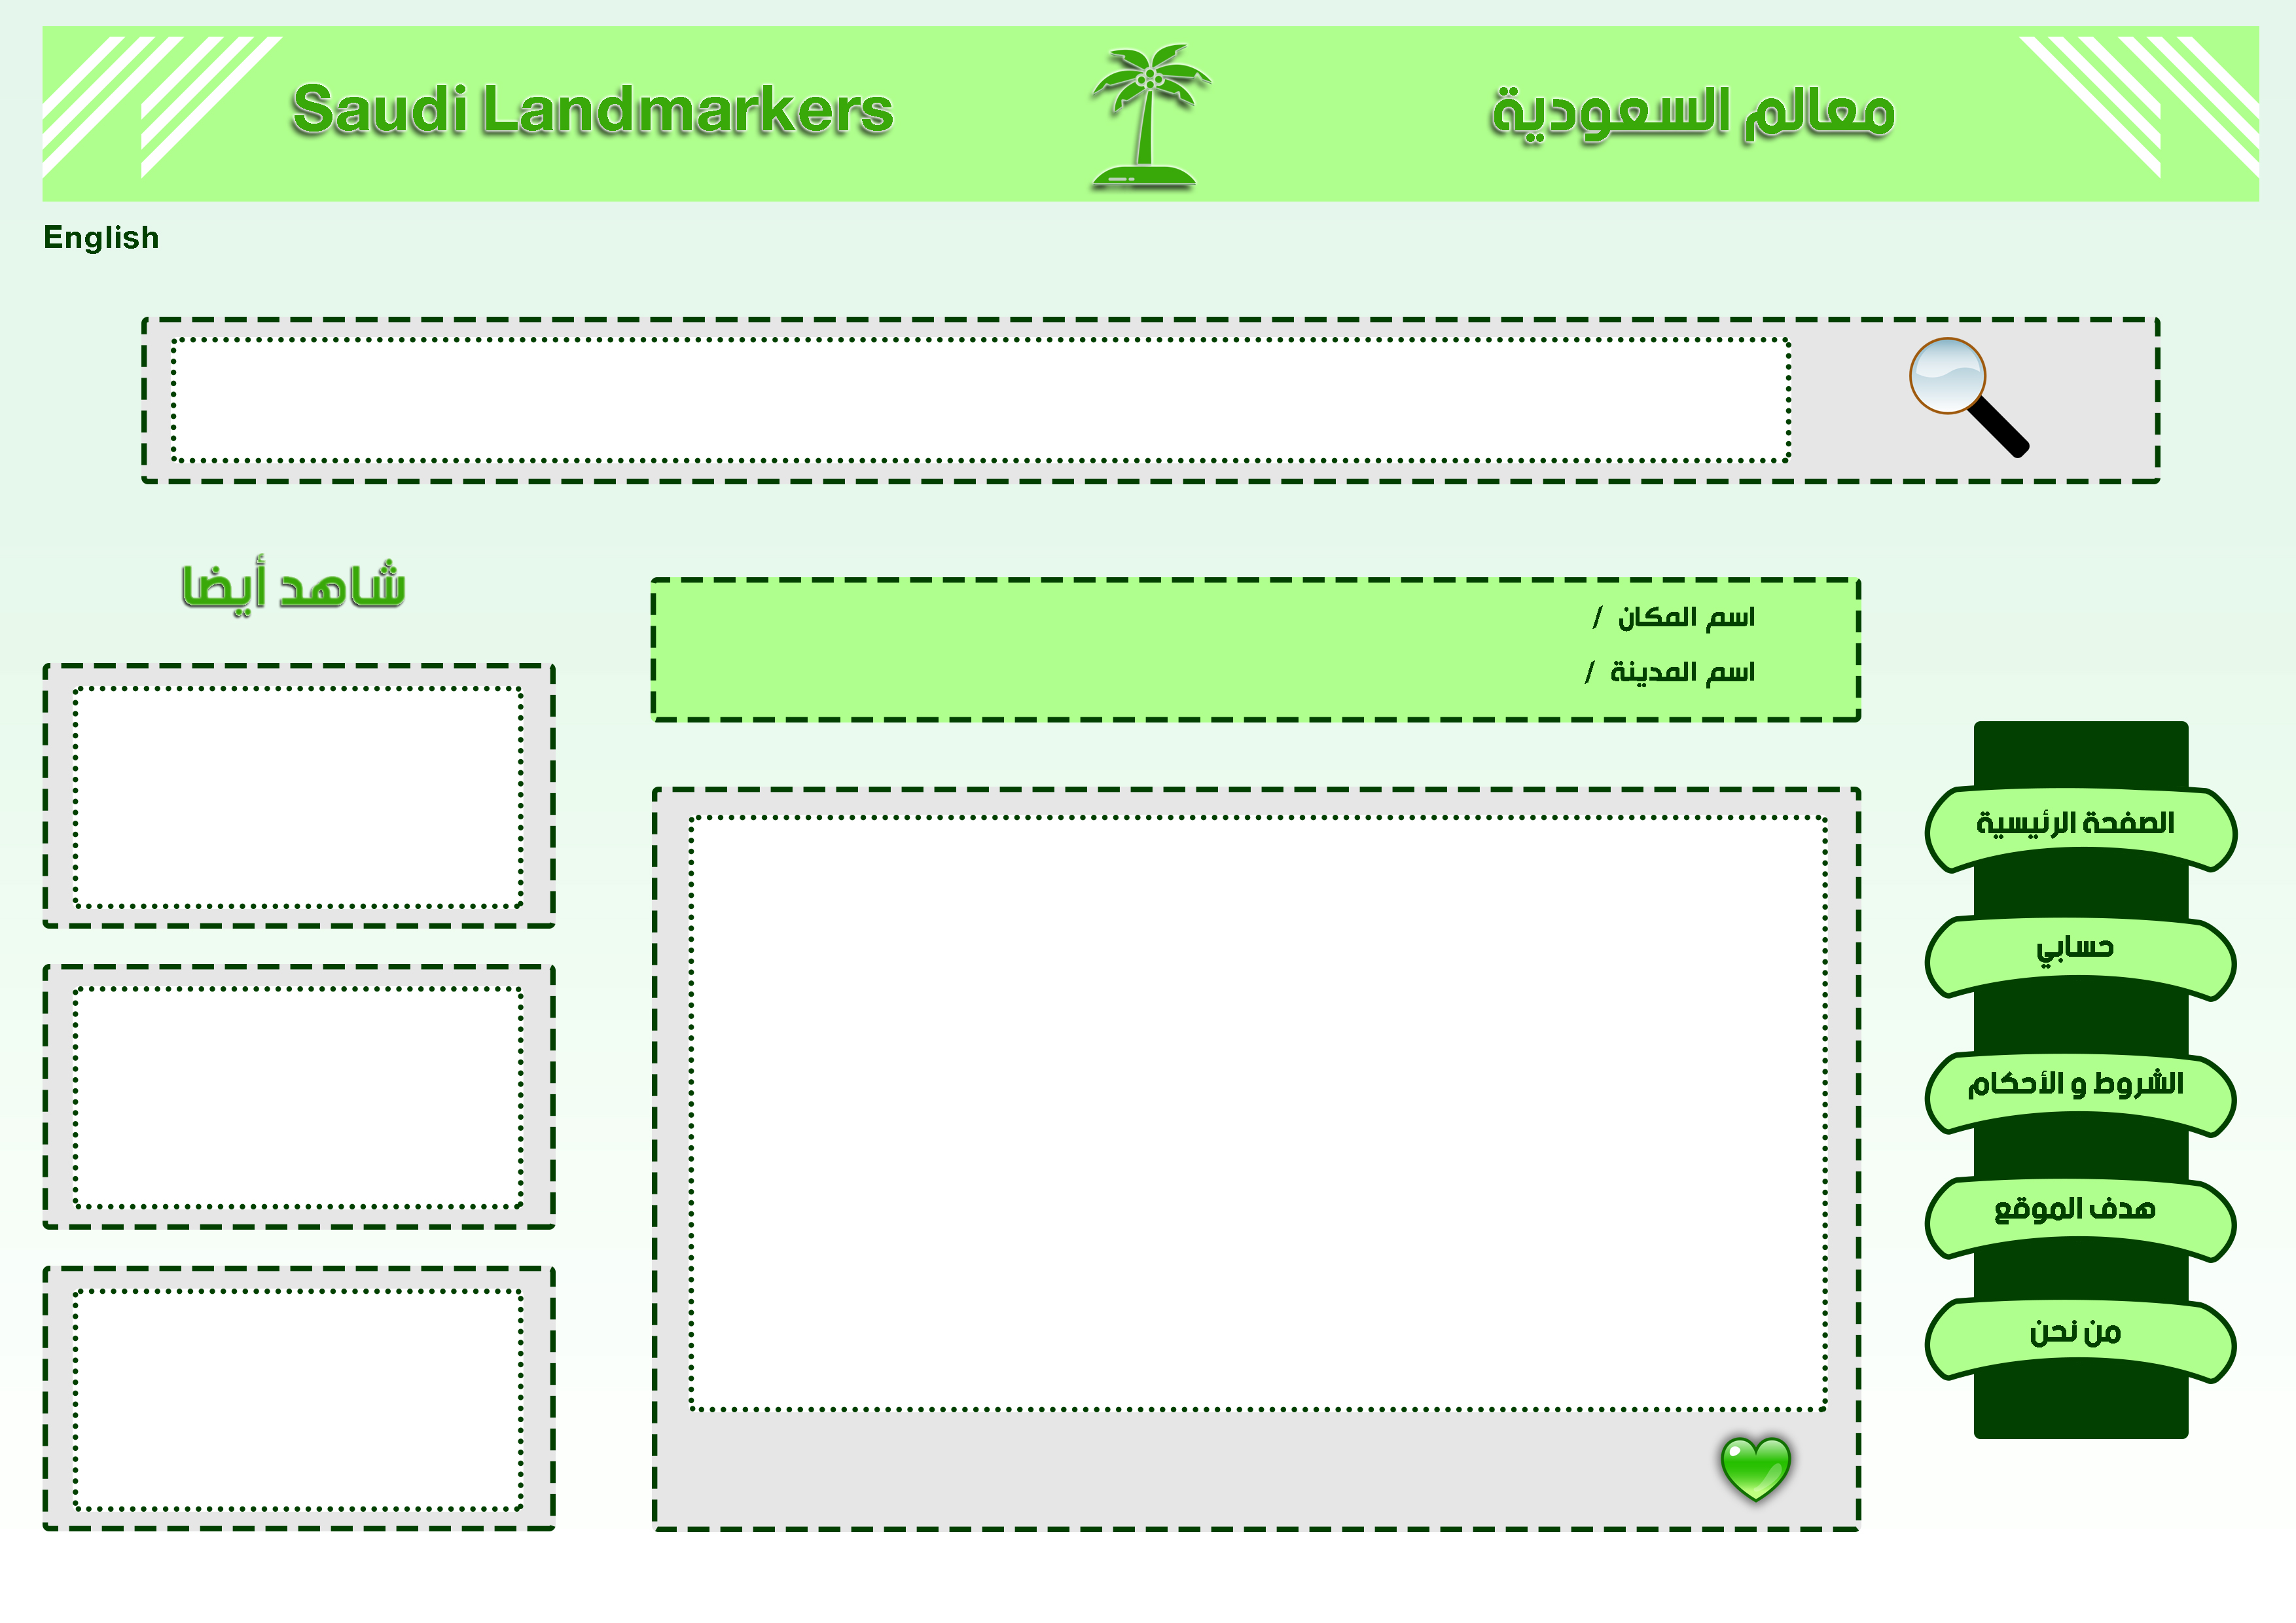 Saudi Landmarkers
معالم السعودية
English
شاهد أيضا
اسم المكان /
اسم المدينة /
الصفحة الرئيسية
حسابي
الشروط و الأحكام
هدف الموقع
من نحن